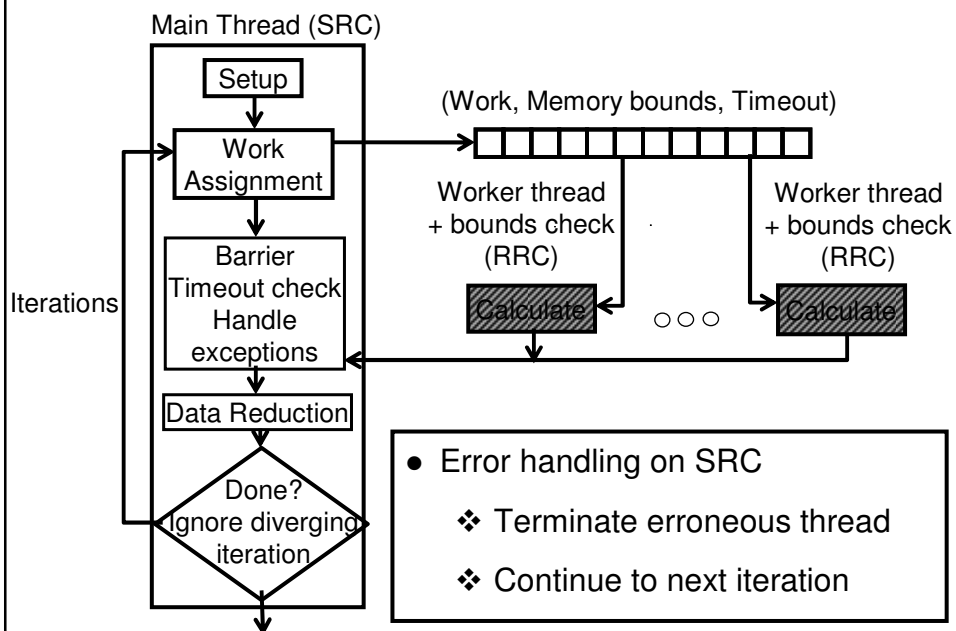 Main Thread (SRC)
Setup
(Work, Memory bounds, Timeout)
Work
Assignment
Worker thread
+ bounds check
(RRC)
Worker thread
+ bounds check
(RRC)
Barrier
Timeout check
Handle
exceptions
Iterations
Calculate
Calculate
Data Reduction
Done?
Ignore diverging
iteration
● Error handling on SRC
❖ Terminate erroneous thread
❖ Continue to next iteration